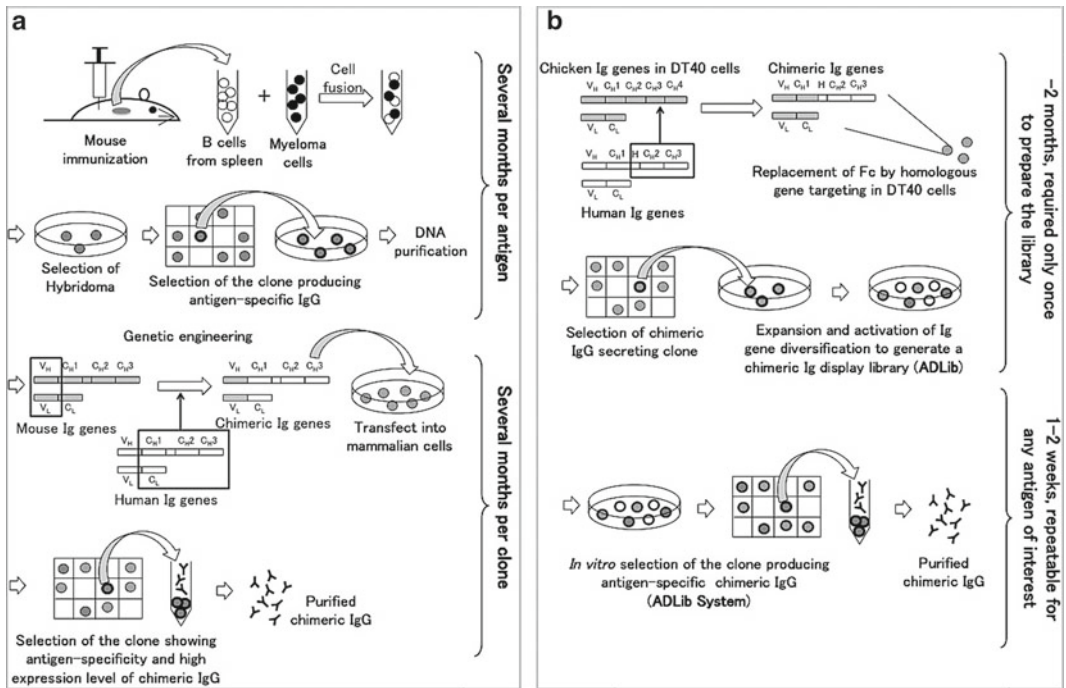 a
Mouse
immunization
B cells
from spleen
+
Myeloma
cells
Cell
fusion
Selection of
Hybridoma
Selection of the clone producing
antigen-specific IgG
DNA
purification
Several months per antigen
Genetic engineering
VH CH1 CH2 CH3
VL CL
Mouse Ig genes
VH CH1 CH2 CH3
VL CL
Human Ig genes
VH CH1 CH2 CH3
VL CL
Chimeric Ig genes
Transfect into
mammalian cells
Selection of the clone showing
antigen-specificity and high
expression level of chimeric IgG
Purified
chimeric IgG
Several months per clone
b
Chicken Ig genes in DT40 cells
VH CH1 CH2 CH3 CH4
VL CL
VH CH1 H CH2 CH3
VL CL
Human Ig genes
Chimeric Ig genes
VH CH1 H CH2 CH3
VL CL
Replacement of Fc by homologous
gene targeting in DT40 cells
Selection of chimeric
IgG secreting clone
Expansion and activation of Ig
gene diversification to generate a
chimeric Ig display library (ADLib)
~2 months, required only once
to prepare the library
In vitro selection of the clone producing
antigen-specific chimeric IgG
(ADLib System)
Purified
chimeric IgG
1-2 weeks, repeatable for
any antigen of interest